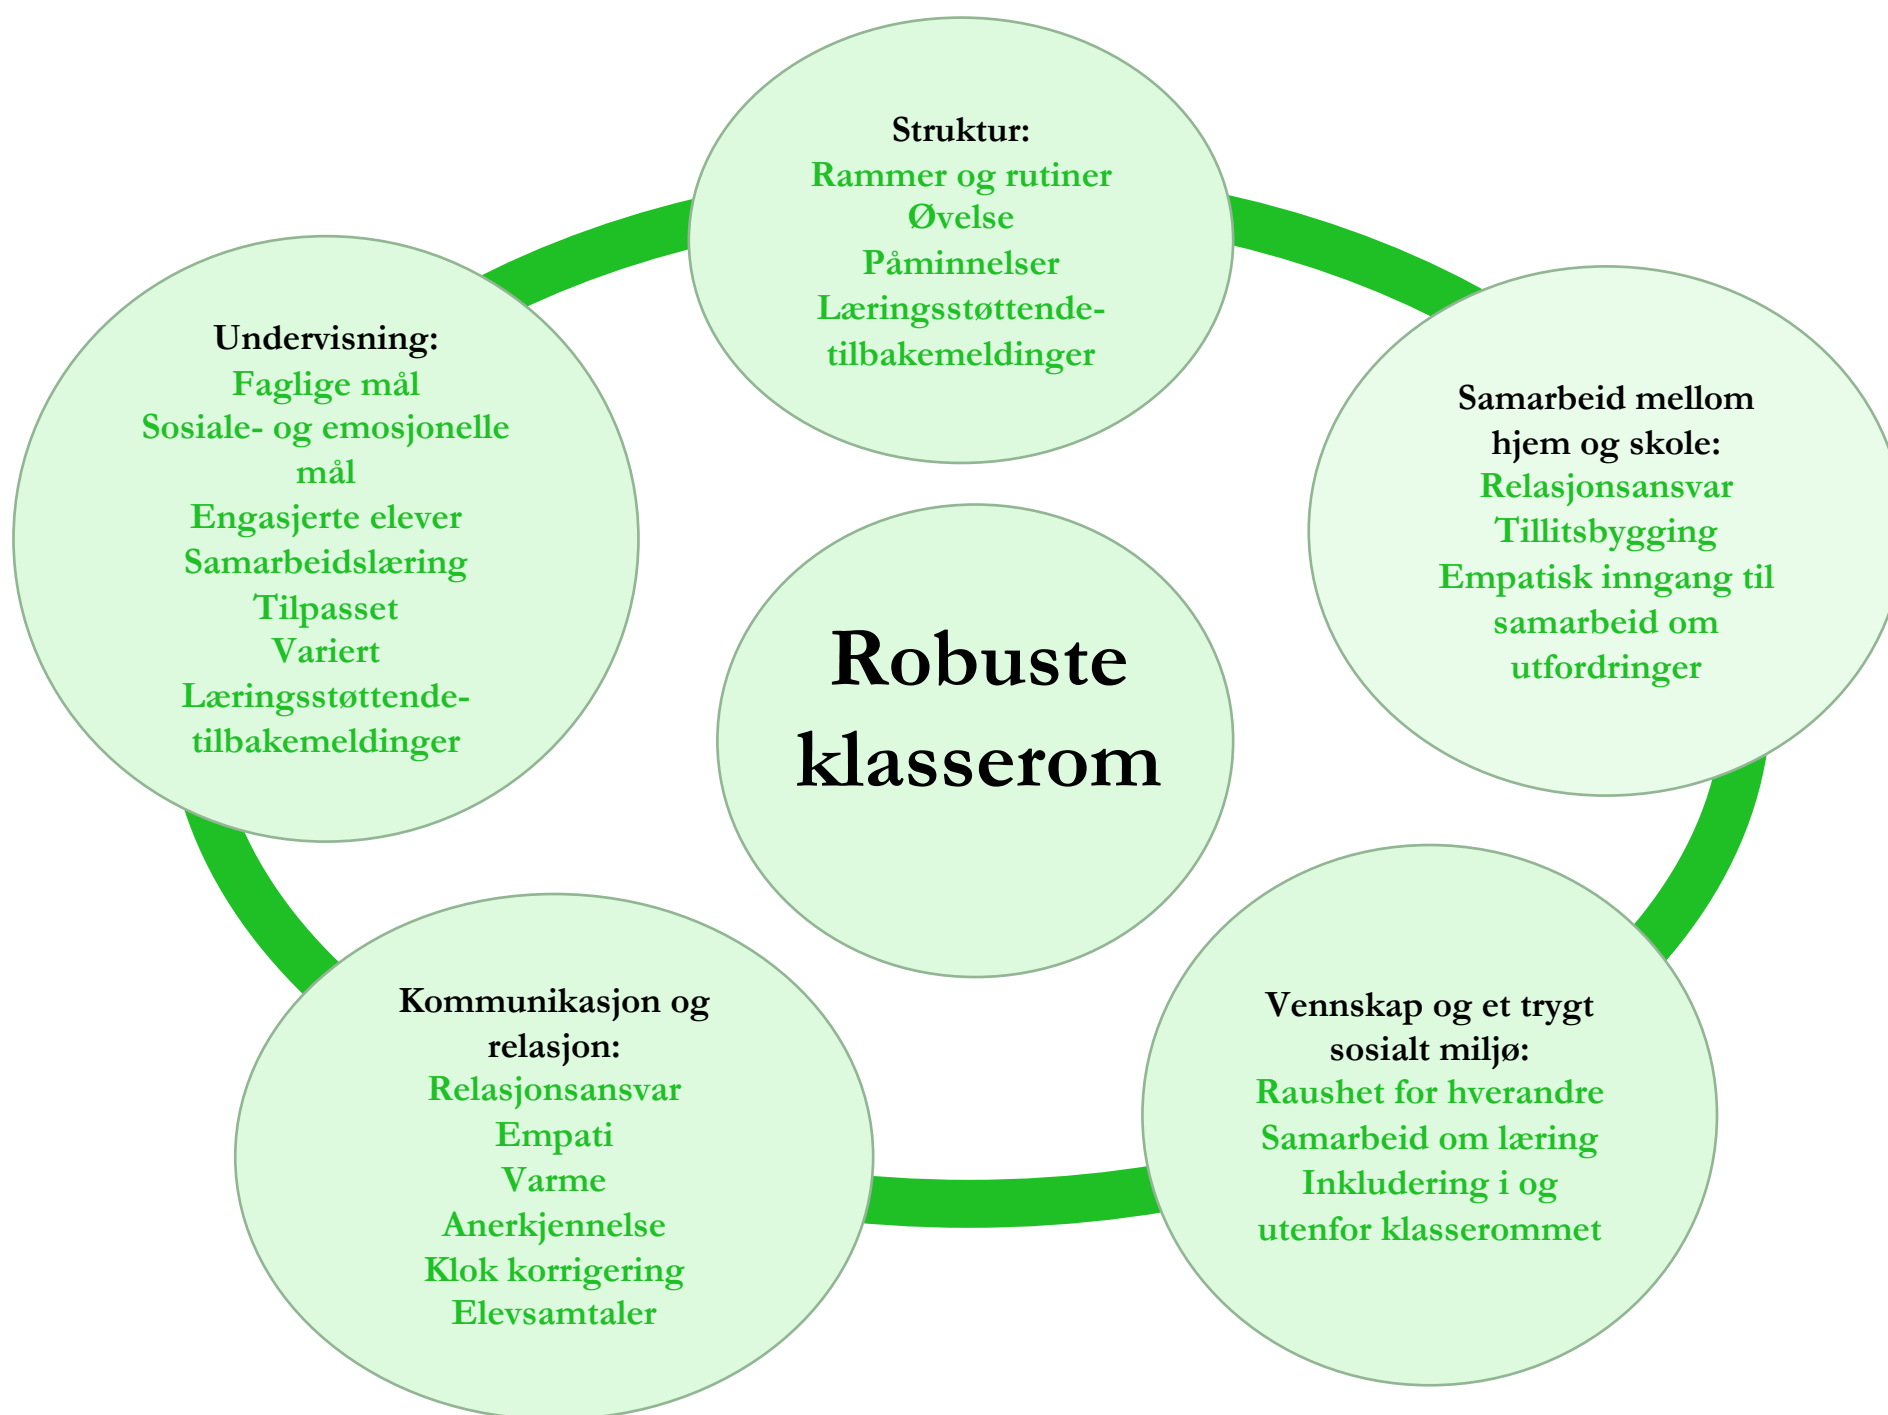 Struktur:
Rammer og rutiner
Øvelse
Påminnelser
Læringsstøttende-
tilbakemeldinger
Undervisning:
Faglige mål
Sosiale- og emosjonelle
mål
Engasjerte elever
Samarbeidslæring
Tilpasset
Variert
Læringsstøttende-
tilbakemeldinger
Samarbeid mellom
hjem og skole:
Relasjonsansvar
Tillitsbygging
Empatisk inngang til
samarbeid om
utfordringer
Robuste
klasserom
Kommunikasjon og
relasjon:
Relasjonsansvar
Empati
Varme
Anerkjennelse
Klok korrigering
Elevsamtaler
Vennskap og et trygt
sosialt miljø:
Raushet for hverandre
Samarbeid om læring
Inkludering i og
utenfor klasserommet